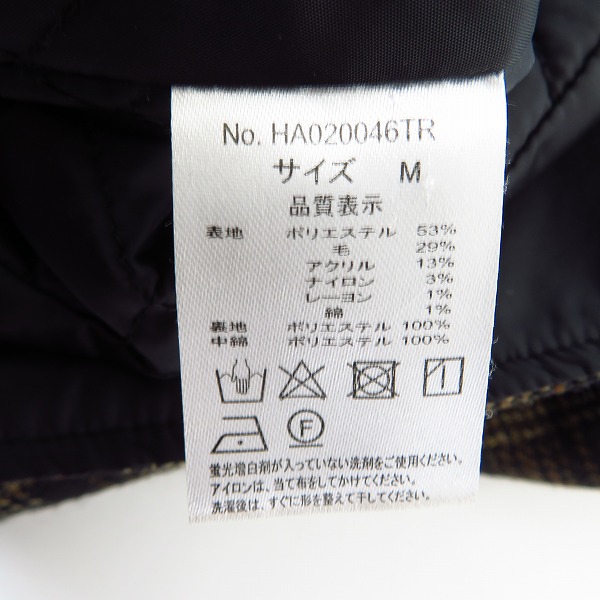 No. HA020046TR
サイズ M
品質表示
表地 ポリエステル 53%
毛 29%
アクリル 13%
ナイロン 3%
レーヨン 1%
綿 1%
裏地 ポリエステル 100%
中綿 ポリエステル 100%
F
蛍光増白剤が入っていない洗剤をご使用ください。
アイロンは、当て布をしてかけてください。
洗濯後は、すぐに形を整えて干してください。